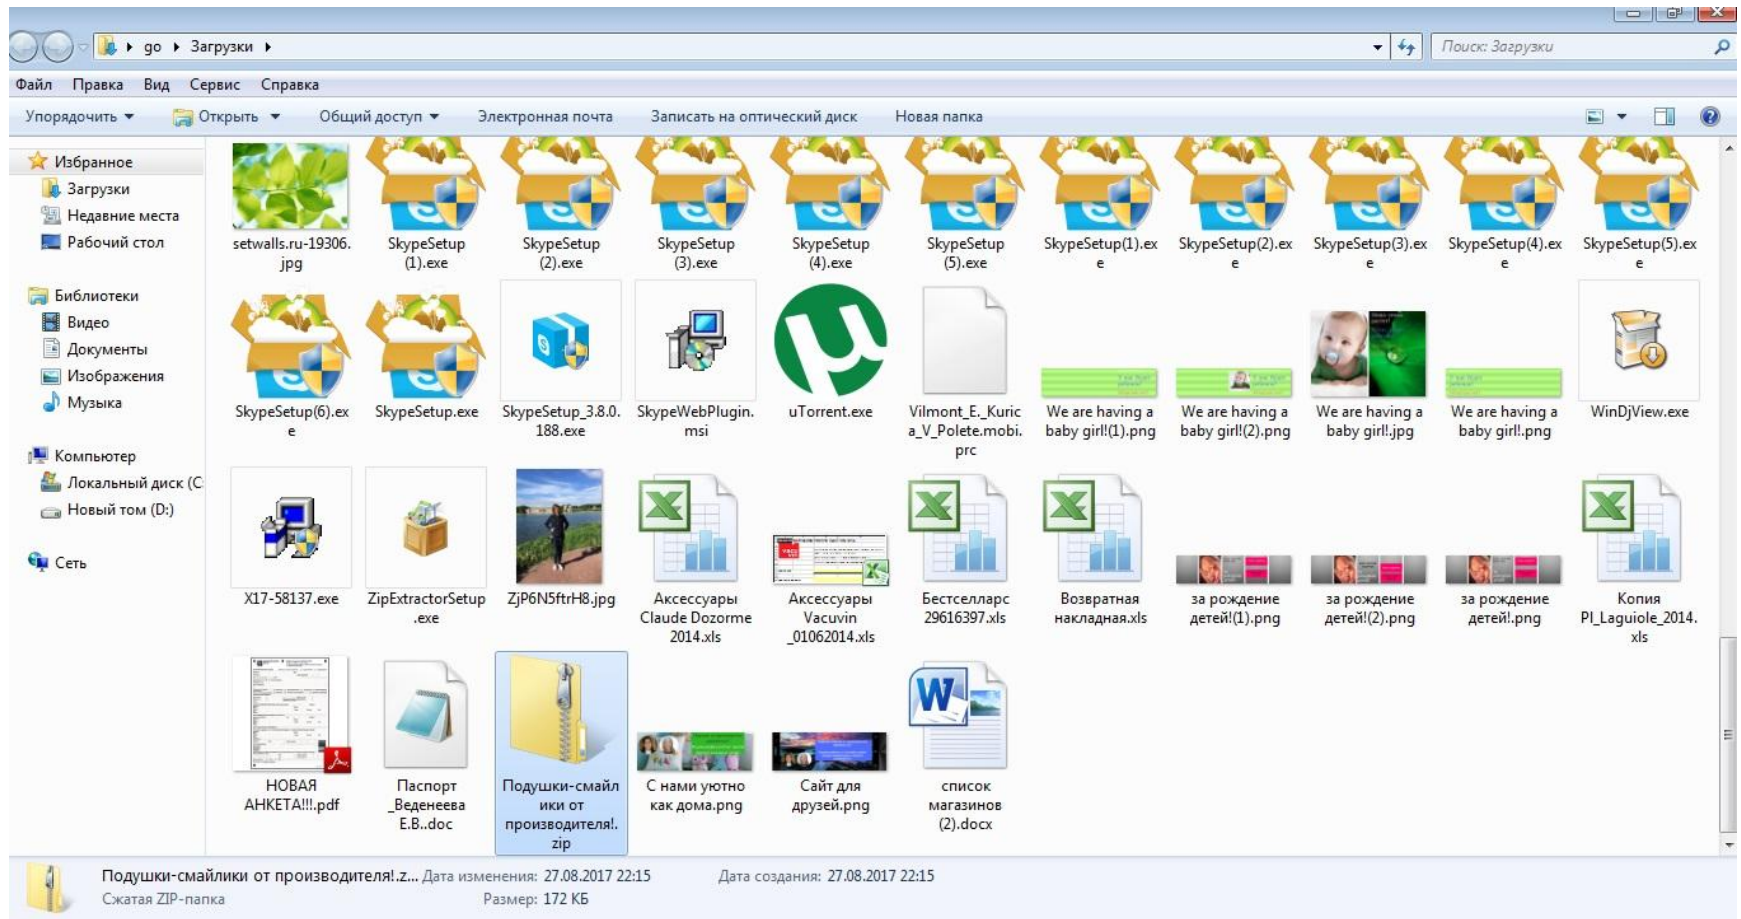 go ▸ Загрузки ▸
Поиск: Загрузки
Файл Правка Вид Сервис Справка
Упорядочить Открыть Общий доступ Электронная почта Записать на оптический диск Новая папка
Избранное
Загрузки
Недавние места
Рабочий стол
Библиотеки
Видео
Документы
Изображения
Музыка
Компьютер
Локальный диск (C:
Новый том (D:)
Сеть
setwalls.ru-19306.
jpg
SkypeSetup
(1).exe
SkypeSetup
(2).exe
SkypeSetup
(3).exe
SkypeSetup
(4).exe
SkypeSetup
(5).exe
SkypeSetup(1).ex
e
SkypeSetup(2).ex
e
SkypeSetup(3).ex
e
SkypeSetup(4).ex
e
SkypeSetup(5).ex
e
SkypeSetup(6).ex
e
SkypeSetup.exe
SkypeSetup_3.8.0.
188.exe
SkypeWebPlugin.
msi
uTorrent.exe
Vilmont_E._Kuric
a_V_Polete.mobi.
prc
We are having a
baby girl!(1).png
We are having a
baby girl!(2).png
We are having a
baby girl!.jpg
We are having a
baby girl!.png
WinDjView.exe
X17-58137.exe
ZipExtractorSetup
.exe
ZjP6N5ftrH8.jpg
Аксессуары
Claude Dozorme
2014.xls
Аксессуары
Vacuvin
_01062014.xls
Бестселларс
29616397.xls
Возвратная
накладная.xls
за рождение
детей!(1).png
за рождение
детей!(2).png
за рождение
детей!.png
Копия
PI_Laguiole_2014.
xls
НОВАЯ
АНКЕТА!!!.pdf
Паспорт
_Веденеева
Е.В..doc
Подушки-смайл
ики от
производителя!.
zip
С нами уютно
как дома.png
Сайт для
друзей.png
список
магазинов
(2).docx
Подушки-смайлики от производителя!.z... Дата изменения: 27.08.2017 22:15 Дата создания: 27.08.2017 22:15
Сжатая ZIP-папка Размер: 172 КБ